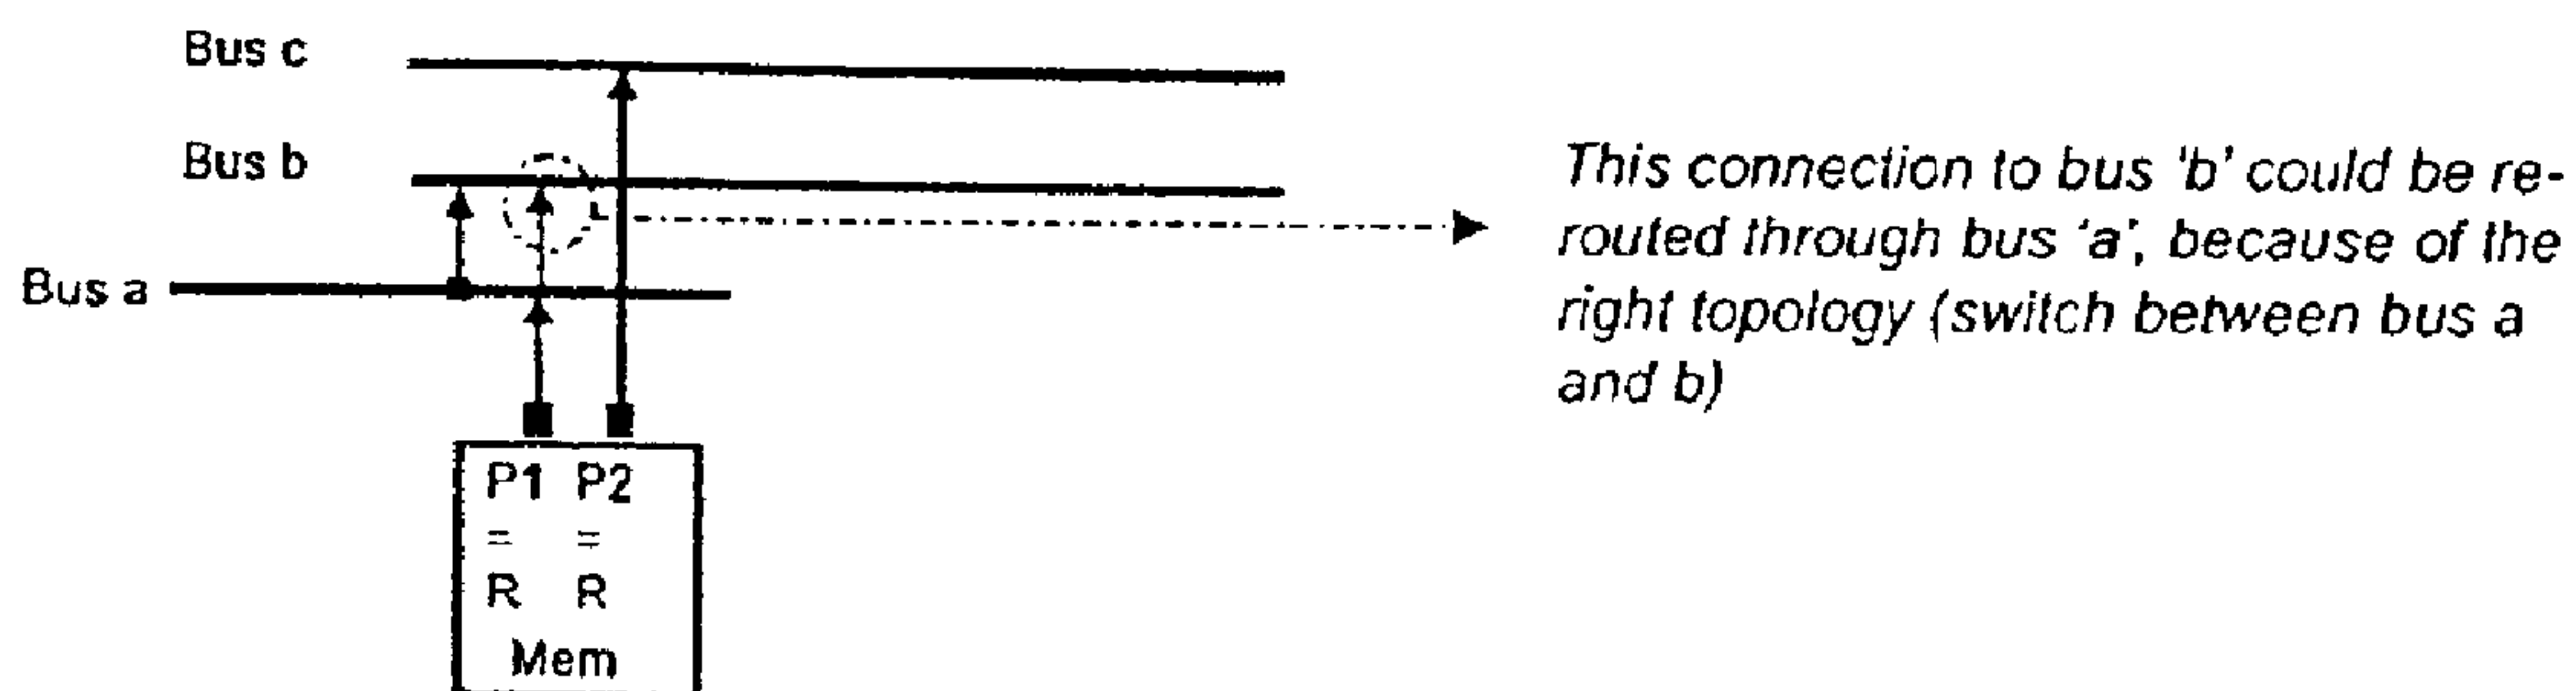 Bus c
Bus b
Bus a
This connection to bus 'b' could be re-
routed through bus 'a', because of the
right topology (switch between bus a
and b)
P1 P2
= =
R R
Mem